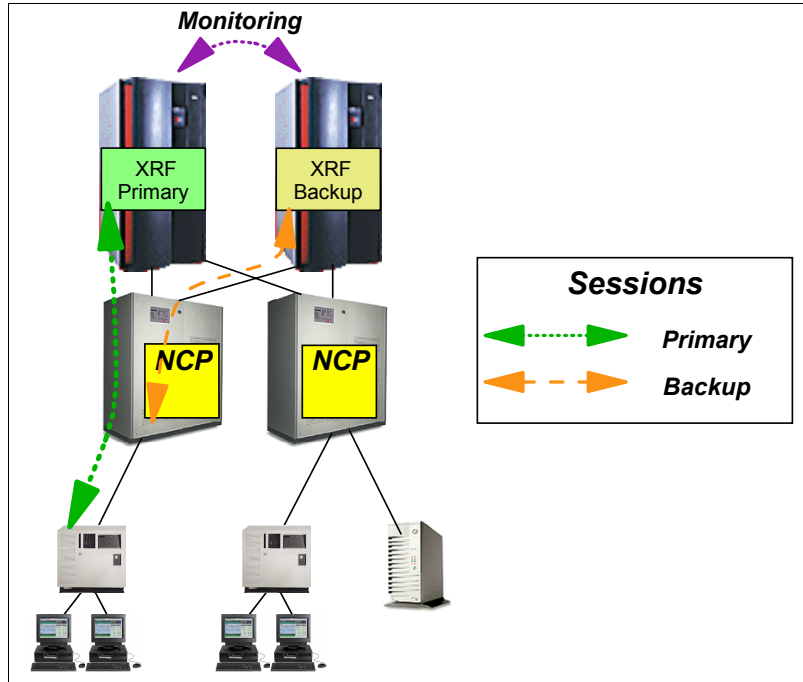 Monitoring
XRF
Primary
XRF
Backup
NCP
NCP
Sessions
Primary
Backup